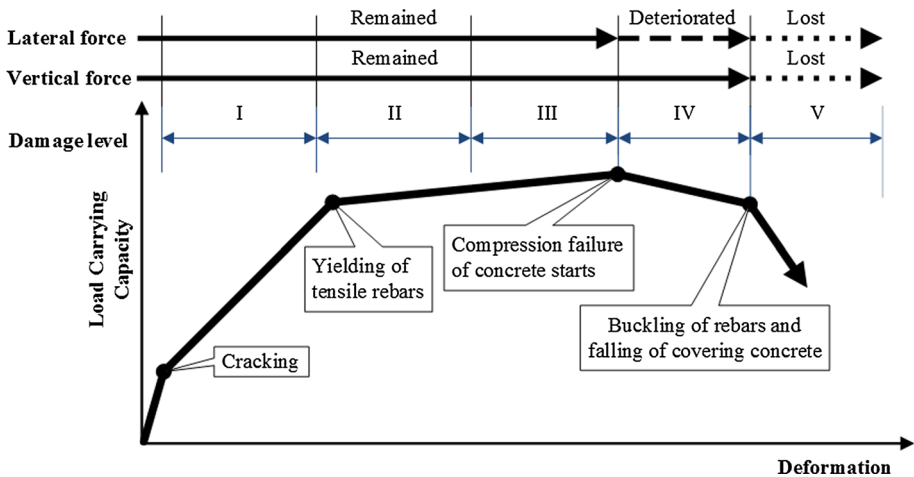 Remained
Deteriorated
Lost
Lateral force
Remained
Lost
Vertical force
I
II
III
IV
V
Damage level
Load Carrying
Capacity
Yielding of
tensile rebars
Compression failure
of concrete starts
Buckling of rebars and
falling of covering concrete
Cracking
Deformation